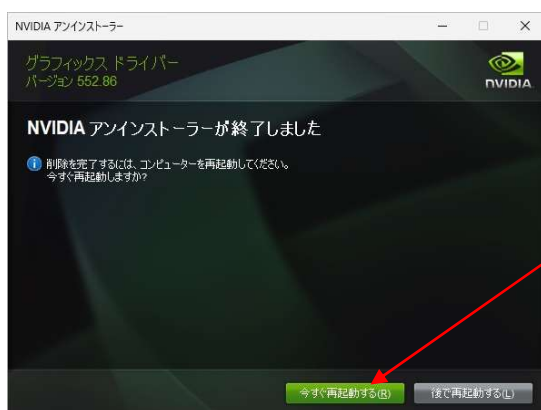 NVIDIA アンインストーラー
グラフィックス ドライバー
バージョン 552.86
NVIDIA
NVIDIA アンインストーラーが終了しました
削除を完了するには、コンピューターを再起動してください。
今すぐ再起動しますか?
今すぐ再起動する(R)
後で再起動する(L)